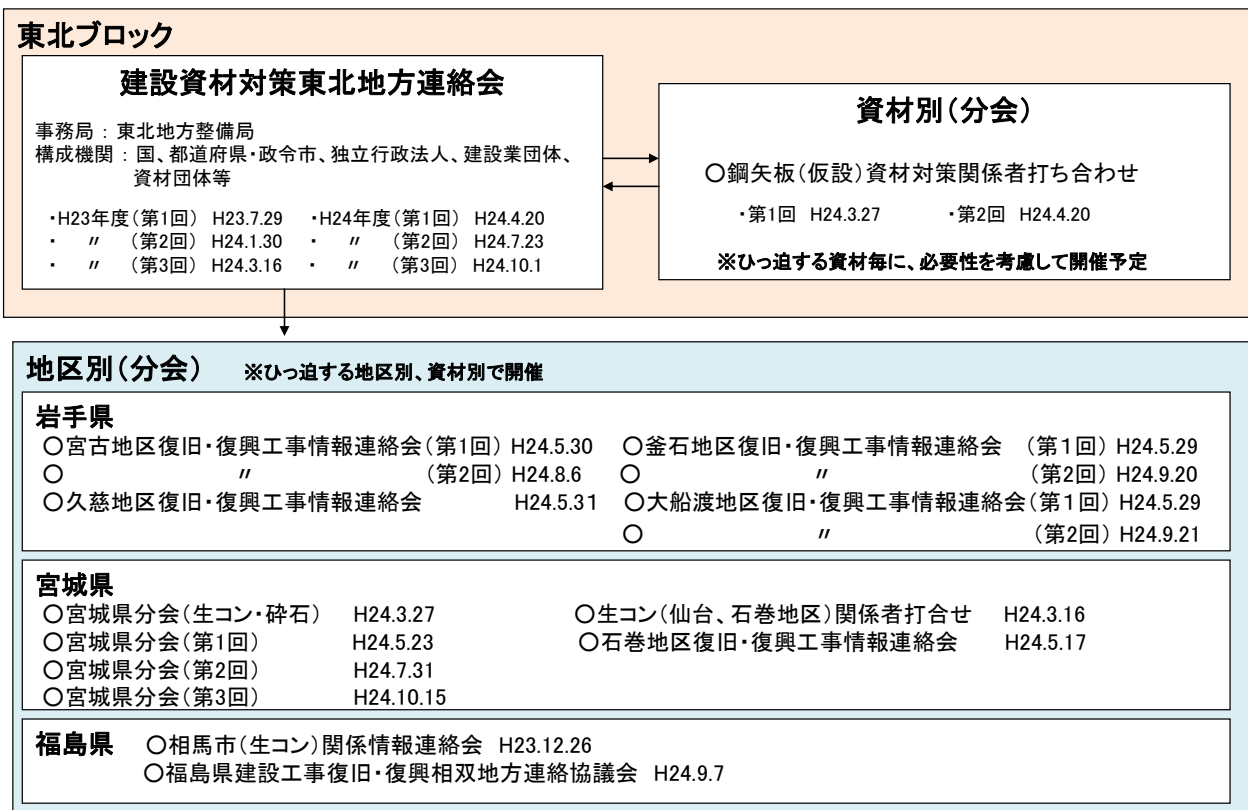 東北ブロック
建設資材対策東北地方連絡会
事務局：東北地方整備局
構成機関：国、都道府県・政令市、独立行政法人、建設業団体、
資材団体等
・H23年度（第1回） H23.7.29 ・H24年度（第1回） H24.4.20
・ 〃 （第2回） H24.1.30 ・ 〃 （第2回） H24.7.23
・ 〃 （第3回） H24.3.16 ・ 〃 （第3回） H24.10.1
資材別（分会）
○鋼矢板（仮設）資材対策関係者打ち合わせ
・第1回 H24.3.27 ・第2回 H24.4.20
※ひっ迫する資材毎に、必要性を考慮して開催予定
地区別（分会） ※ひっ迫する地区別、資材別で開催
岩手県
○宮古地区復旧・復興工事情報連絡会（第1回） H24.5.30 ○釜石地区復旧・復興工事情報連絡会 （第１回） H24.5.29
○ 〃 （第2回） H24.8.6 ○ 〃 （第2回） H24.9.20
○久慈地区復旧・復興工事情報連絡会 H24.5.31 ○大船渡地区復旧・復興工事情報連絡会（第１回） H24.5.29
○ 〃 （第2回） H24.9.21
宮城県
○宮城県分会（生コン・砕石） H24.3.27 ○生コン（仙台、石巻地区）関係者打合せ H24.3.16
○宮城県分会（第1回） H24.5.23 ○石巻地区復旧・復興工事情報連絡会 H24.5.17
○宮城県分会（第2回） H24.7.31
○宮城県分会（第3回） H24.10.15
福島県 ○相馬市（生コン）関係情報連絡会 H23.12.26
○福島県建設工事復旧・復興相双地方連絡協議会 H24.9.7